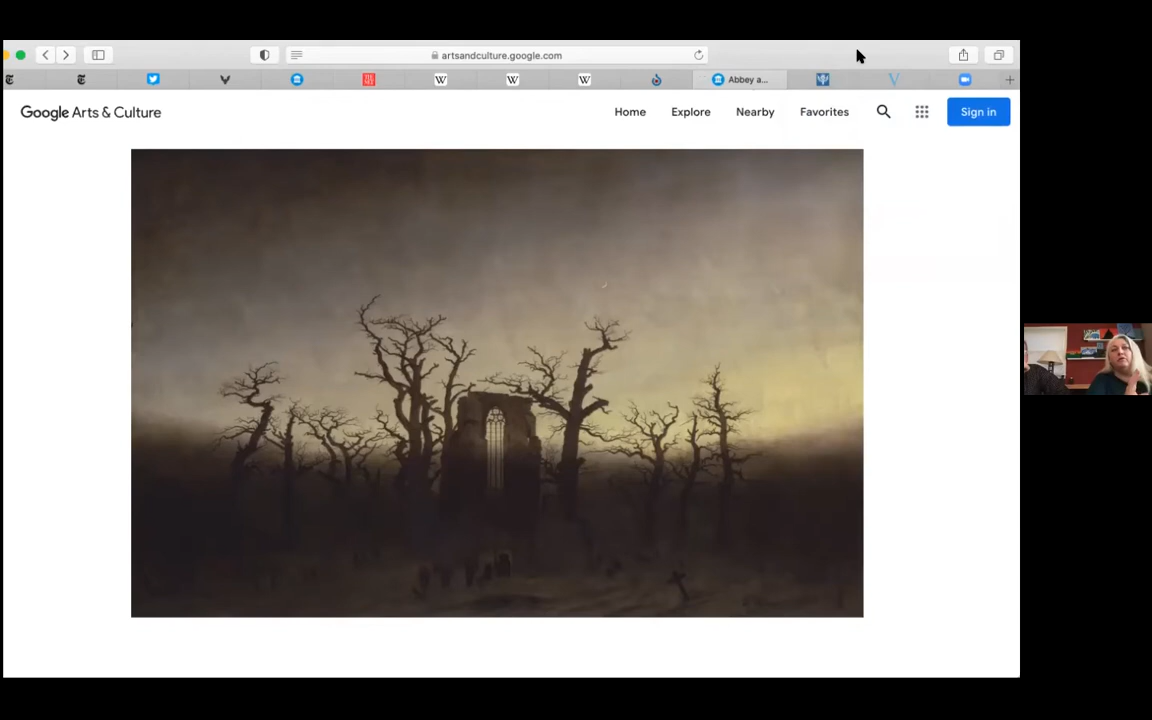 artsandculture.google.com
W
W
W
Abbey a...
V
+
Google Arts & Culture
Home
Explore
Nearby
Favorites
Sign in